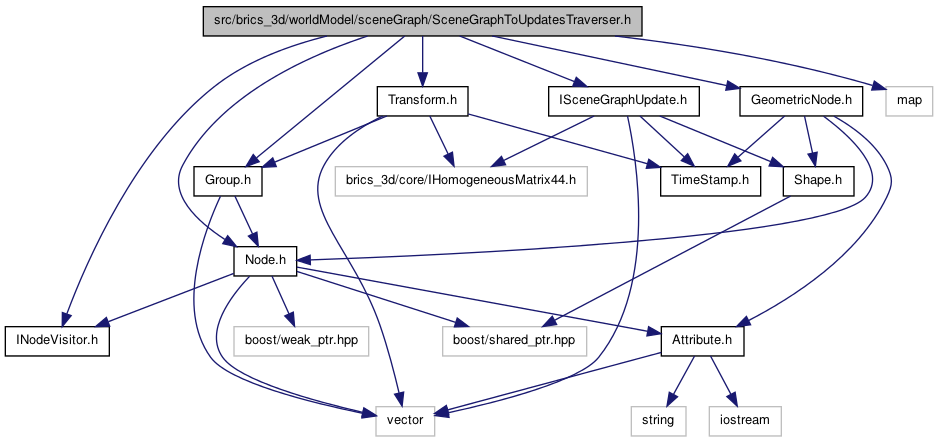 src/brics_3d/worldModel/sceneGraph/SceneGraphToUpdatesTraverser.h
Transform.h
ISceneGraphUpdate.h
GeometricNode.h
map
Group.h
brics_3d/core/IHomogeneousMatrix44.h
TimeStamp.h
Shape.h
Node.h
INodeVisitor.h
boost/weak_ptr.hpp
boost/shared_ptr.hpp
Attribute.h
vector
string
iostream